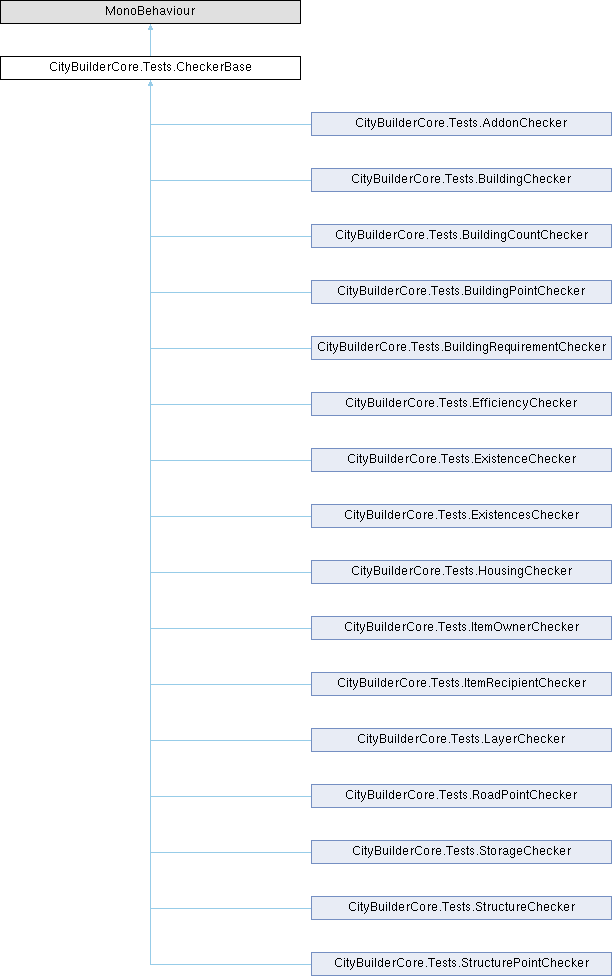 MonoBehaviour
CityBuilderCore.Tests.CheckerBase
CityBuilderCore.Tests.AddonChecker
CityBuilderCore.Tests.BuildingChecker
CityBuilderCore.Tests.BuildingCountChecker
CityBuilderCore.Tests.BuildingPointChecker
CityBuilderCore.Tests.BuildingRequirementChecker
CityBuilderCore.Tests.EfficiencyChecker
CityBuilderCore.Tests.ExistenceChecker
CityBuilderCore.Tests.ExistencesChecker
CityBuilderCore.Tests.HousingChecker
CityBuilderCore.Tests.ItemOwnerChecker
CityBuilderCore.Tests.ItemRecipientChecker
CityBuilderCore.Tests.LayerChecker
CityBuilderCore.Tests.RoadPointChecker
CityBuilderCore.Tests.StorageChecker
CityBuilderCore.Tests.StructureChecker
CityBuilderCore.Tests.StructurePointChecker